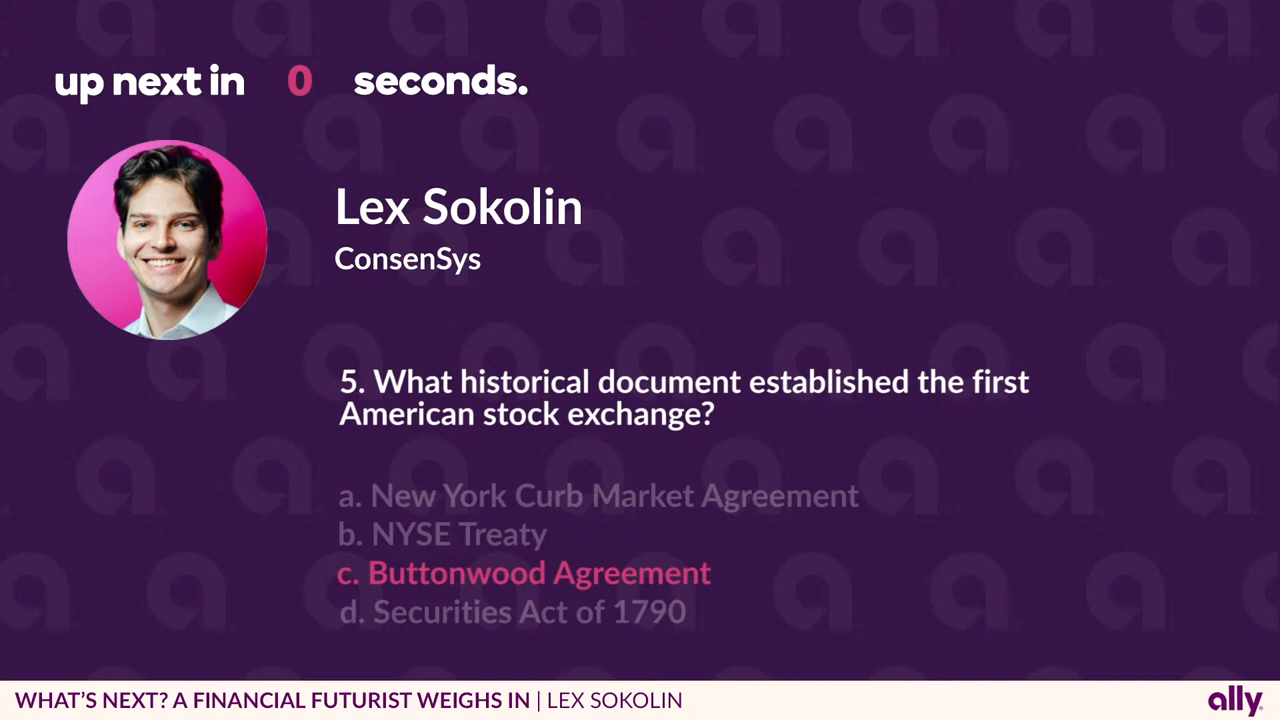 up next in 0 seconds.
Lex Sokolin
ConsenSys
5. What historical document established the first
American stock exchange?
a. New York Curb Market Agreement
b. NYSE Treaty
c. Buttonwood Agreement
d. Securities Act of 1790
WHAT'S NEXT? A FINANCIAL FUTURIST WEIGHS IN | LEX SOKOLIN
ally